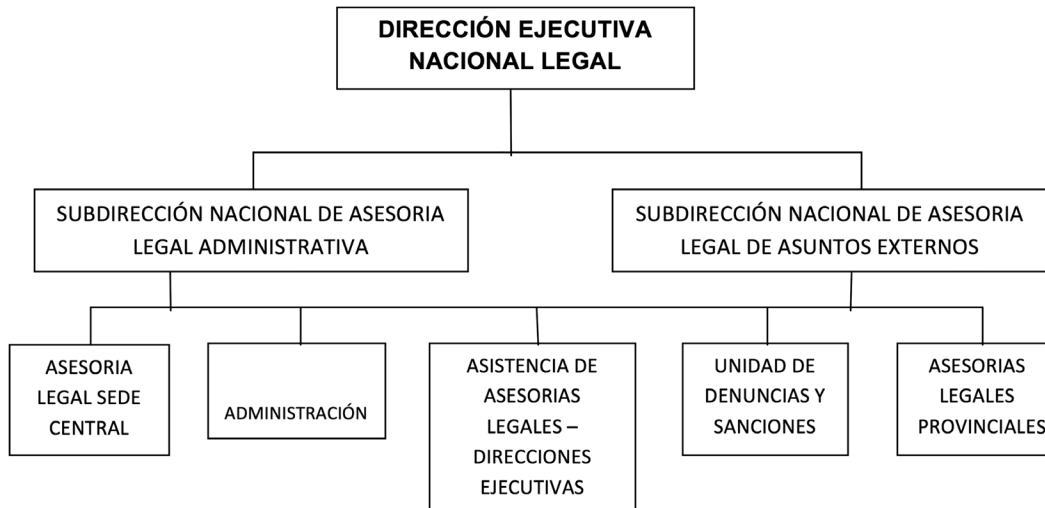 DIRECCIÓN EJECUTIVA
NACIONAL LEGAL
SUBDIRECCIÓN NACIONAL DE ASESORIA
LEGAL ADMINISTRATIVA
SUBDIRECCIÓN NACIONAL DE ASESORIA
LEGAL DE ASUNTOS EXTERNOS
ASESORIA
LEGAL SEDE
CENTRAL
ADMINISTRACIÓN
ASISTENCIA DE
ASESORIAS
LEGALES –
DIRECCIONES
EJECUTIVAS
UNIDAD DE
DENUNCIAS Y
SANCIONES
ASESORIAS
LEGALES
PROVINCIALES